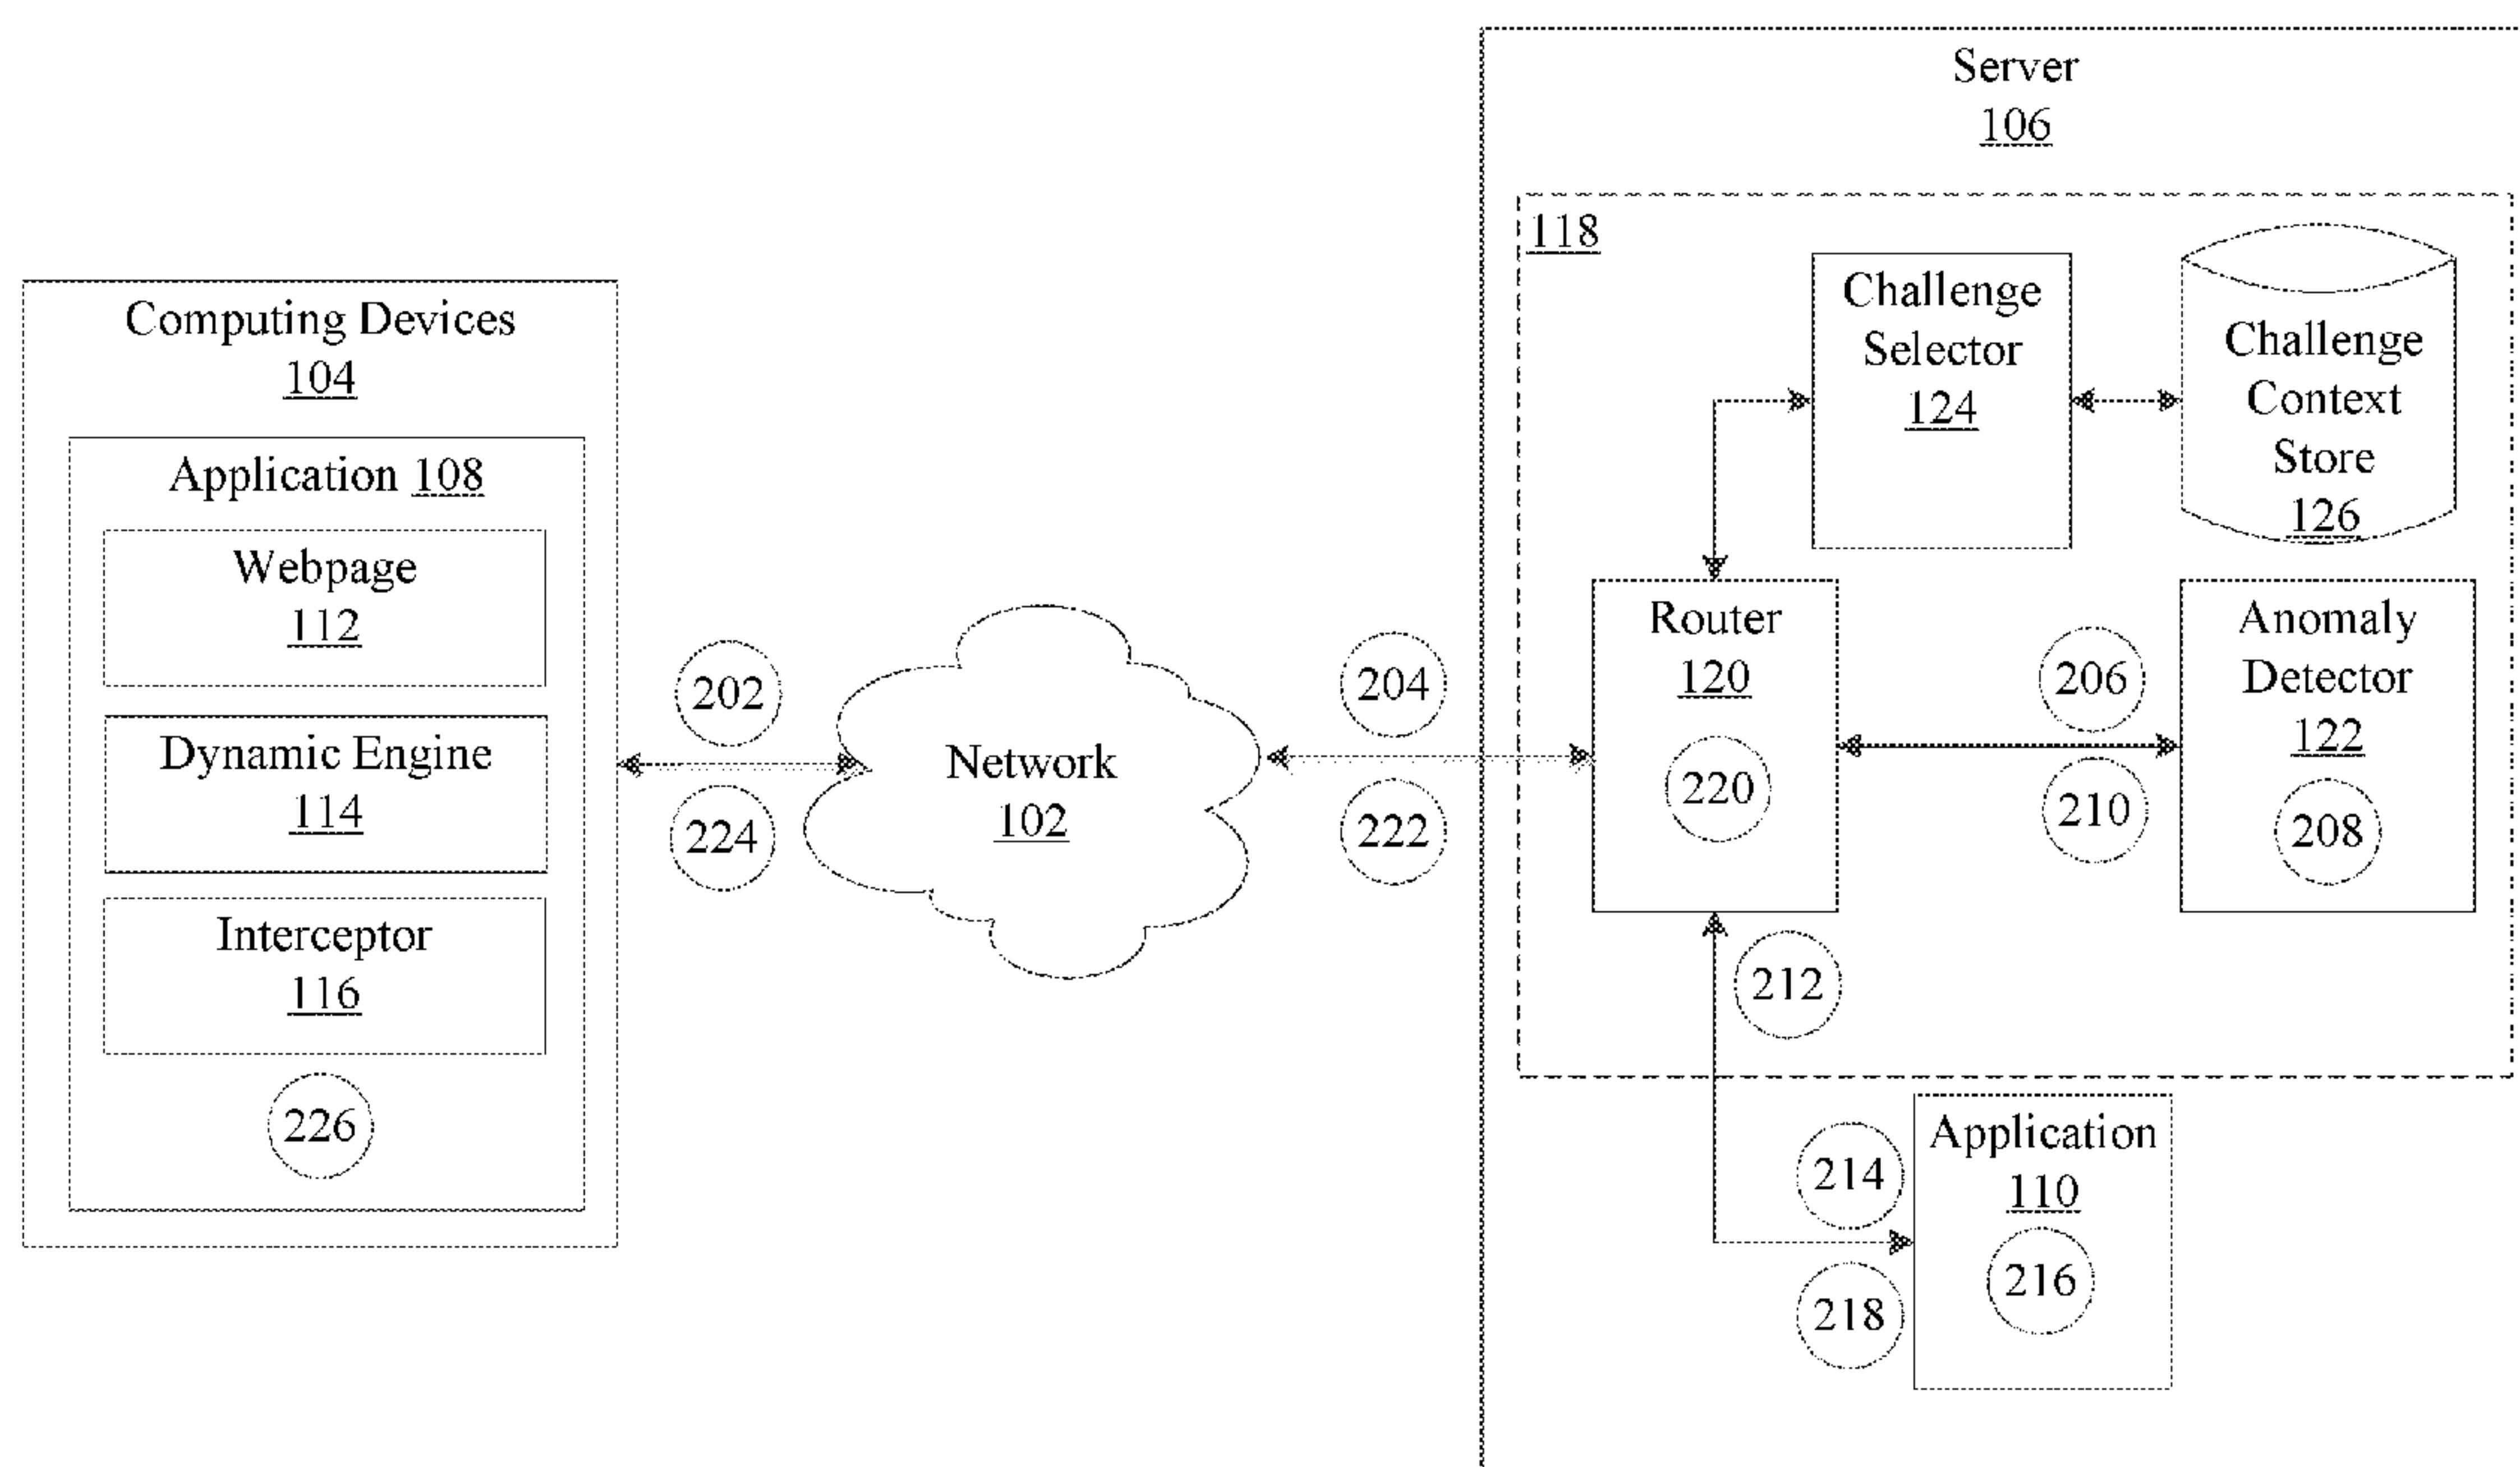 Server
106
118
Challenge
Selector
124
Challenge
Context
Store
126
Computing Devices
104
Application 108
Webpage
112
Dynamic Engine
114
Interceptor
116
226
202
224
Network
102
204
222
Router
120
220
206
210
Anomaly
Detector
122
208
212
214
218
Application
110
216